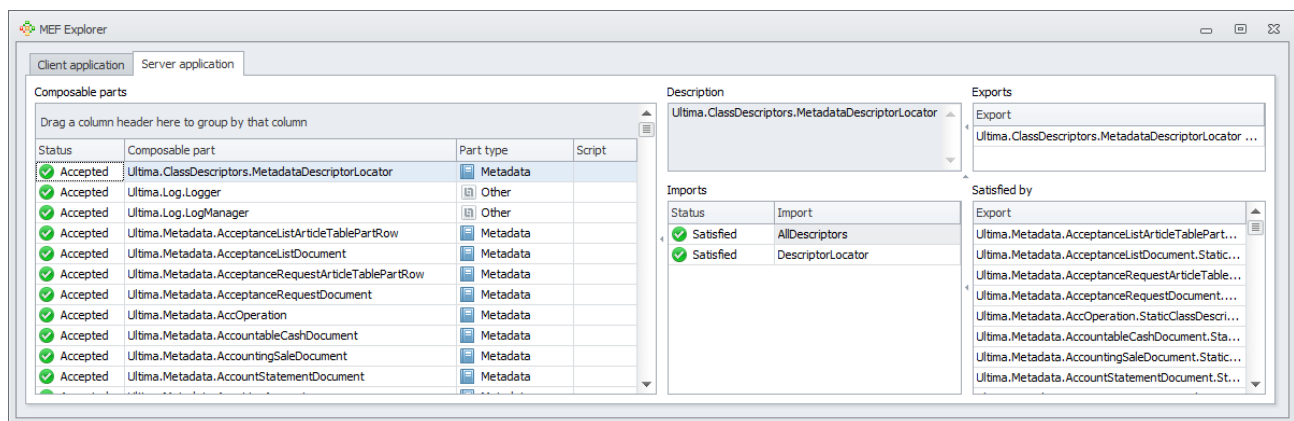 MEF Explorer
Client application Server application
Composable parts
Drag a column header here to group by that column
Status Composable part Part type Script
Accepted Ultima.ClassDescriptors.MetadataDescriptorLocator Metadata
Accepted Ultima.Log.Logger Other
Accepted Ultima.Log.LogManager Other
Accepted Ultima.Metadata.AcceptanceListArticleTablePartRow Metadata
Accepted Ultima.Metadata.AcceptanceListDocument Metadata
Accepted Ultima.Metadata.AcceptanceRequestArticleTablePartRow Metadata
Accepted Ultima.Metadata.AcceptanceRequestDocument Metadata
Accepted Ultima.Metadata.AccOperation Metadata
Accepted Ultima.Metadata.AccountableCashDocument Metadata
Accepted Ultima.Metadata.AccountingSaleDocument Metadata
Accepted Ultima.Metadata.AccountStatementDocument Metadata
Description
Ultima.ClassDescriptors.MetadataDescriptorLocator
Imports
Status Import
Satisfied AllDescriptors
Satisfied DescriptorLocator
Exports
Export
Ultima.ClassDescriptors.MetadataDescriptorLocator ...
Satisfied by
Export
Ultima.Metadata.AcceptanceListArticleTablePart...
Ultima.Metadata.AcceptanceListDocument.Static...
Ultima.Metadata.AcceptanceRequestArticleTable...
Ultima.Metadata.AcceptanceRequestDocument....
Ultima.Metadata.AccOperation.StaticClassDescri...
Ultima.Metadata.AccountableCashDocument.Sta...
Ultima.Metadata.AccountingSaleDocument.Static...
Ultima.Metadata.AccountStatementDocument.St...